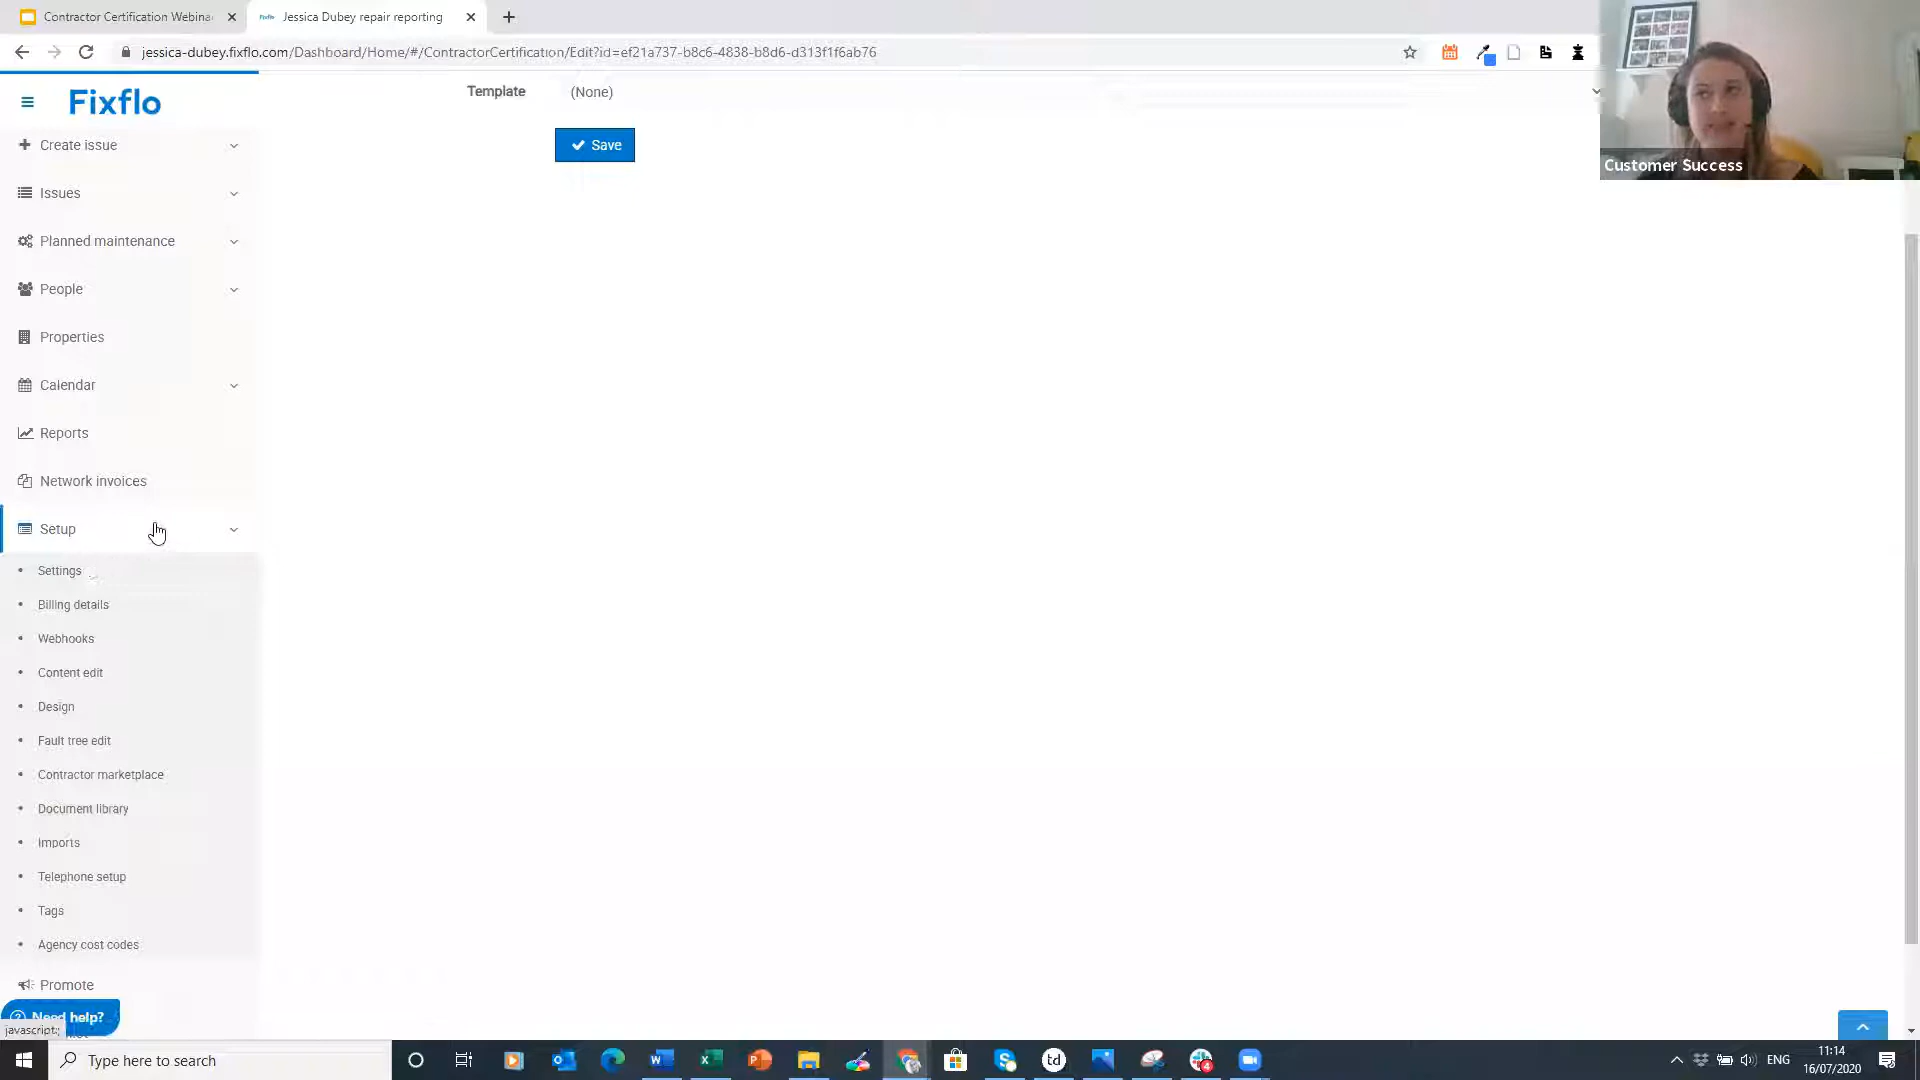 Contractor Certification Webina
Jessica Dubey repair reporting
jessica-dubey.fixflo.com/Dashboard/Home/#/ContractorCertification/Edit?id=ef21a737-b8c6-4838-b8d6-d313f1f6ab76
Fixflo
Template (None)
Save
Customer Success
Create issue
Issues
Planned maintenance
People
Properties
Calendar
Reports
Network invoices
Setup
Settings
Billing details
Webhooks
Content edit
Design
Fault tree edit
Contractor marketplace
Document library
Imports
Telephone setup
Tags
Agency cost codes
Promote
Need help?
javascript:;
Type here to search
td
4
ENG
11:14
16/07/2020